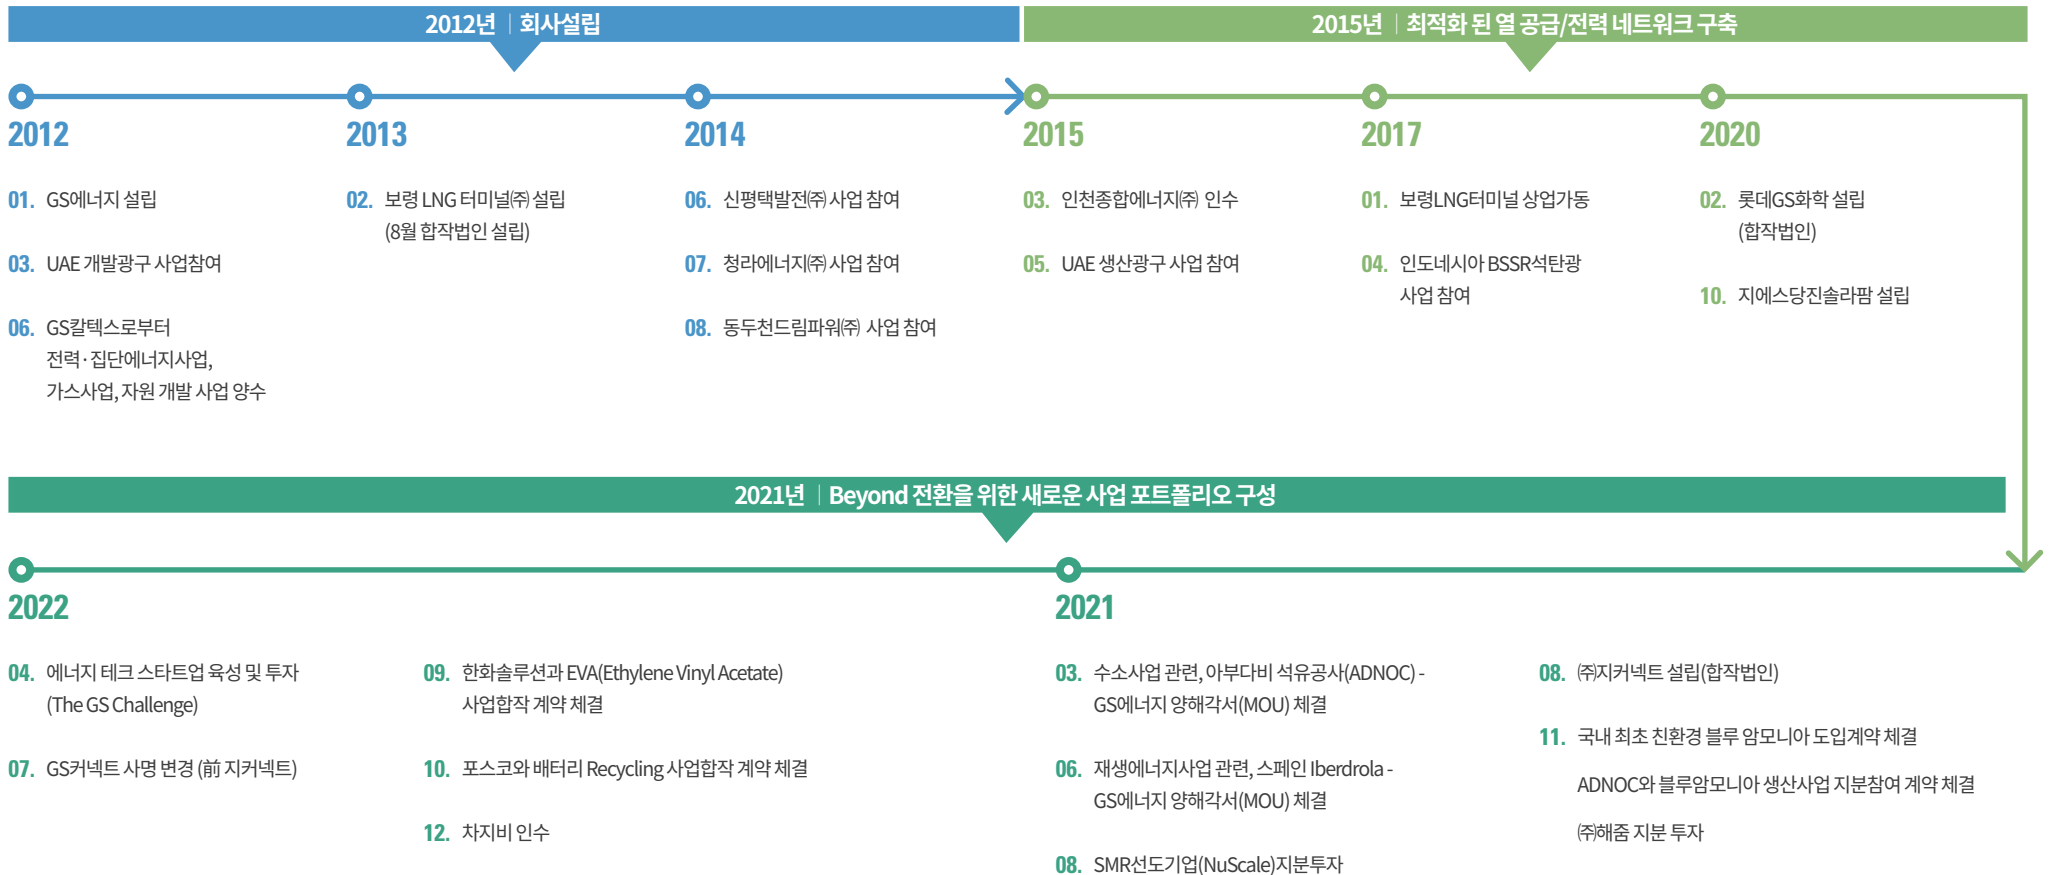 2012년 | 회사설립
2015년 | 최적화 된 열 공급/전력 네트워크 구축
2012
01. GS에너지 설립
03. UAE 개발광구 사업참여
06. GS칼텍스로부터
전력·집단에너지사업,
가스사업, 자원 개발 사업 양수
2013
02. 보령 LNG 터미널㈜ 설립
(8월 합작법인 설립)
2014
06. 신평택발전㈜ 사업 참여
07. 청라에너지㈜ 사업 참여
08. 동두천드림파워㈜ 사업 참여
2015
03. 인천종합에너지㈜ 인수
05. UAE 생산광구 사업 참여
2017
01. 보령LNG터미널 상업가동
04. 인도네시아 BSSR석탄광
사업 참여
2020
02. 롯데GS화학 설립
(합작법인)
10. 지에스당진솔라팜 설립
2021년 | Beyond 전환을 위한 새로운 사업 포트폴리오 구성
2022
04. 에너지 테크 스타트업 육성 및 투자
(The GS Challenge)
07. GS커넥트 사명 변경 (前 지커넥트)
09. 한화솔루션과 EVA(Ethylene Vinyl Acetate)
사업합작 계약 체결
10. 포스코와 배터리 Recycling 사업합작 계약 체결
12. 차지비 인수
2021
03. 수소사업 관련, 아부다비 석유공사(ADNOC) -
GS에너지 양해각서(MOU) 체결
06. 재생에너지사업 관련, 스페인 Iberdrola -
GS에너지 양해각서(MOU) 체결
08. SMR선도기업(NuScale)지분투자
08. ㈜지커넥트 설립(합작법인)
11. 국내 최초 친환경 블루 암모니아 도입계약 체결
ADNOC와 블루암모니아 생산사업 지분참여 계약 체결
㈜해줌 지분 투자